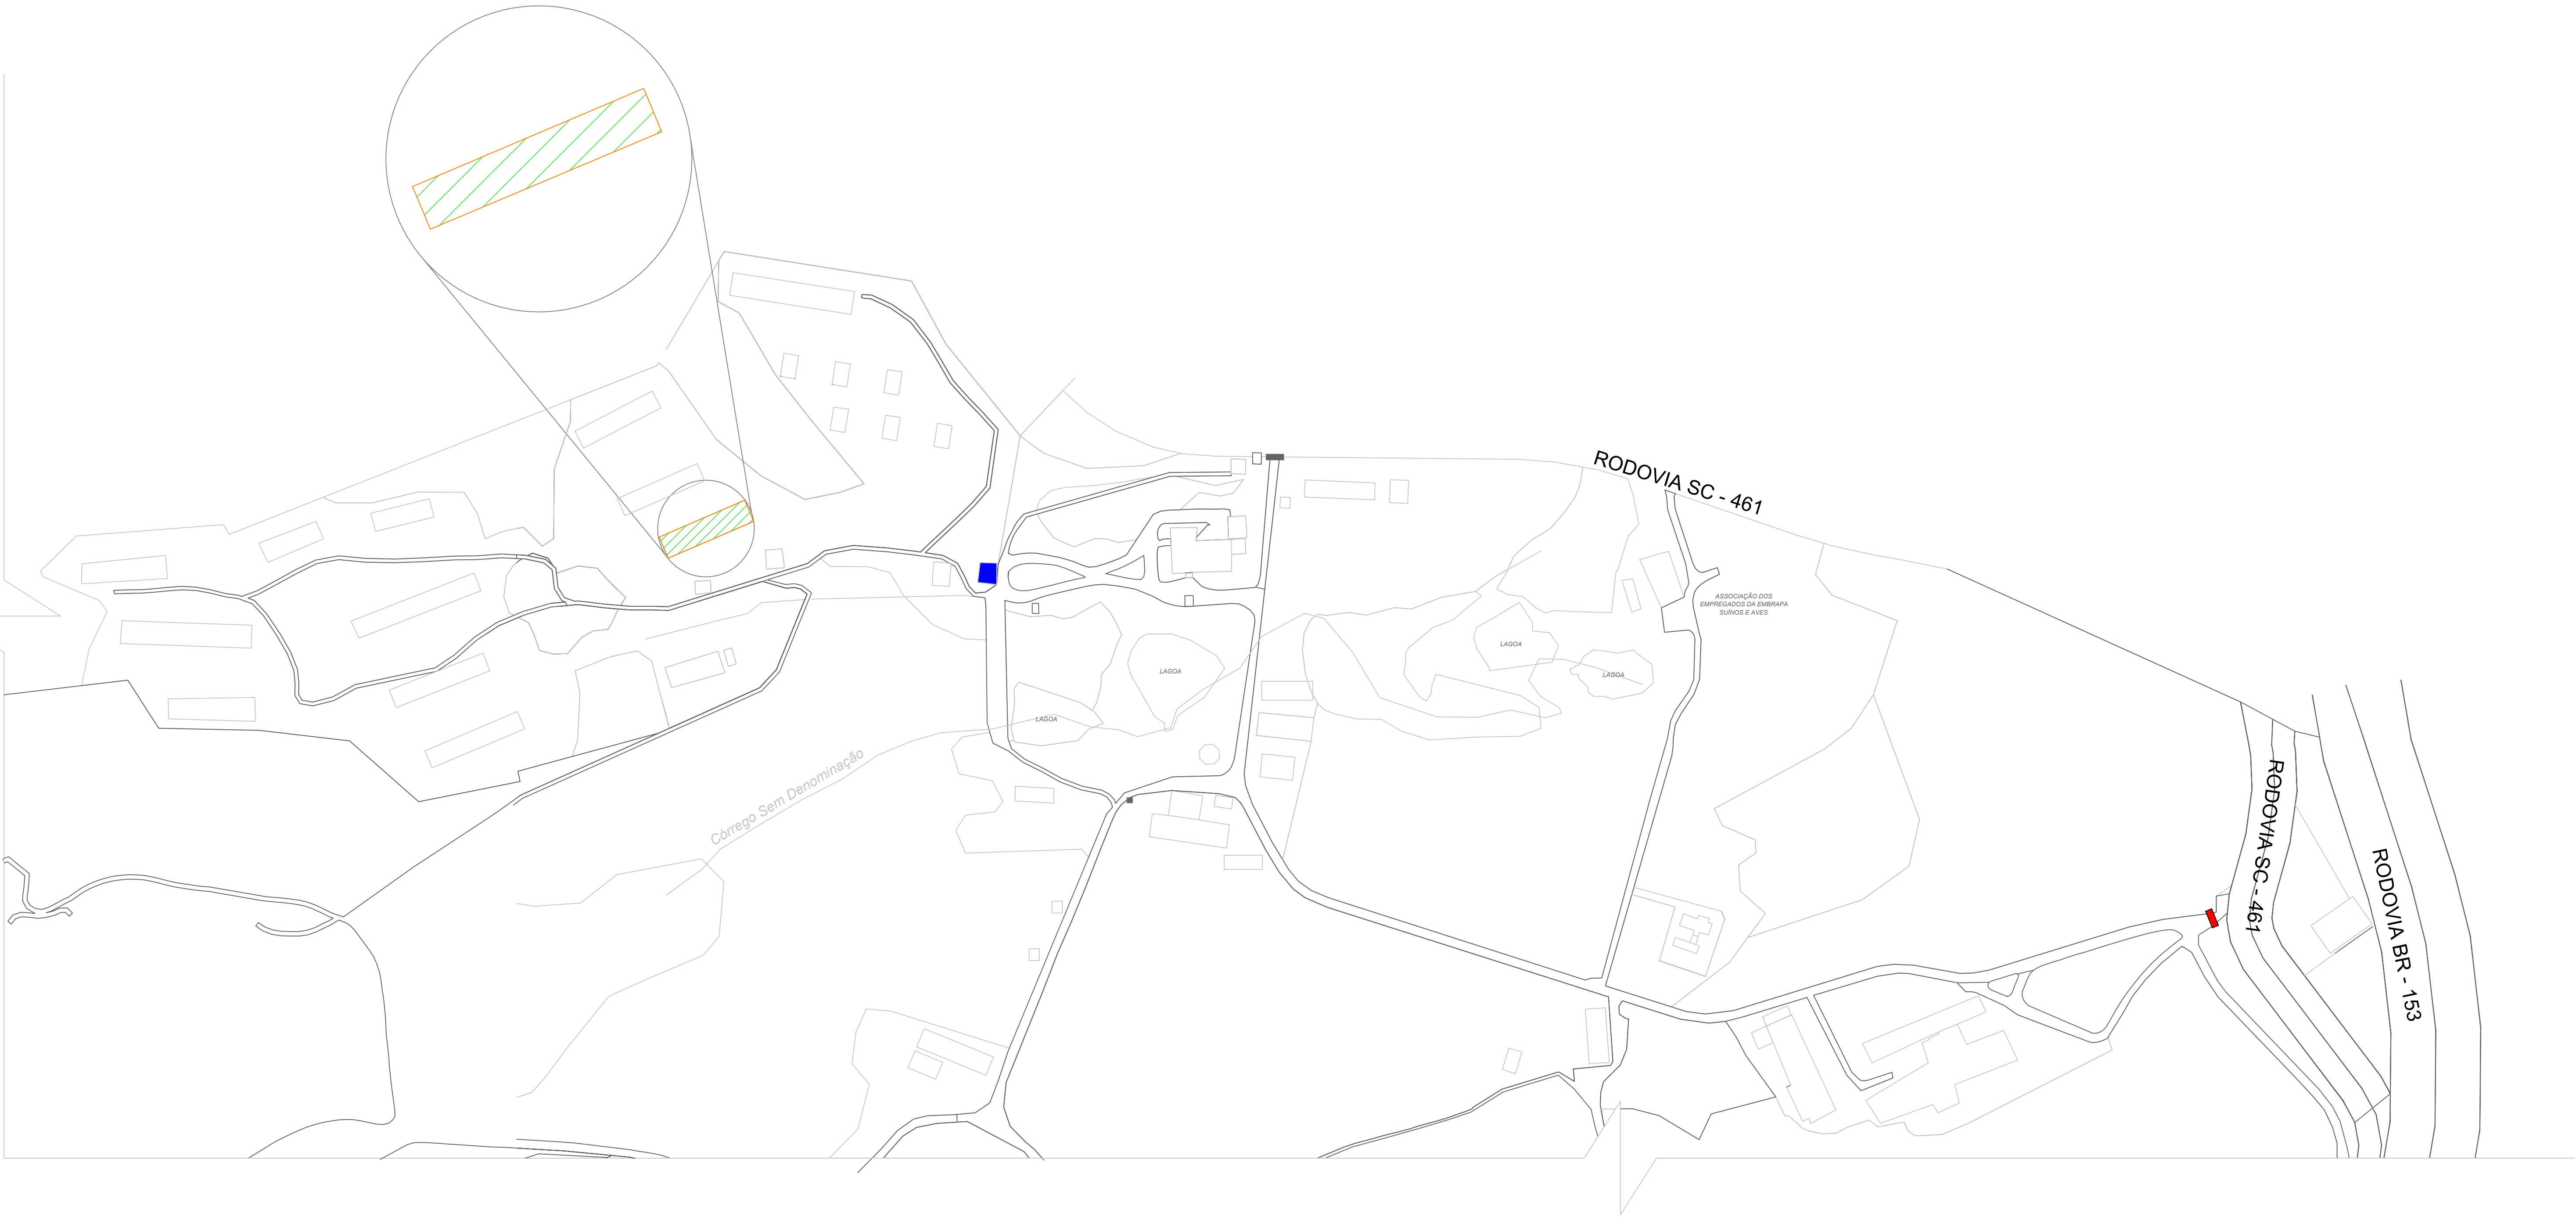 RODOVIA SC - 461
ASSOCIAÇÃO DOS
EMPREGADOS DA EMBRAPA
SUÍNOS E AVES
LAGOA
LAGOA
LAGOA
LAGOA
Córrego Sem Denominação
RODOVIA SC - 461
RODOVIA BR - 153